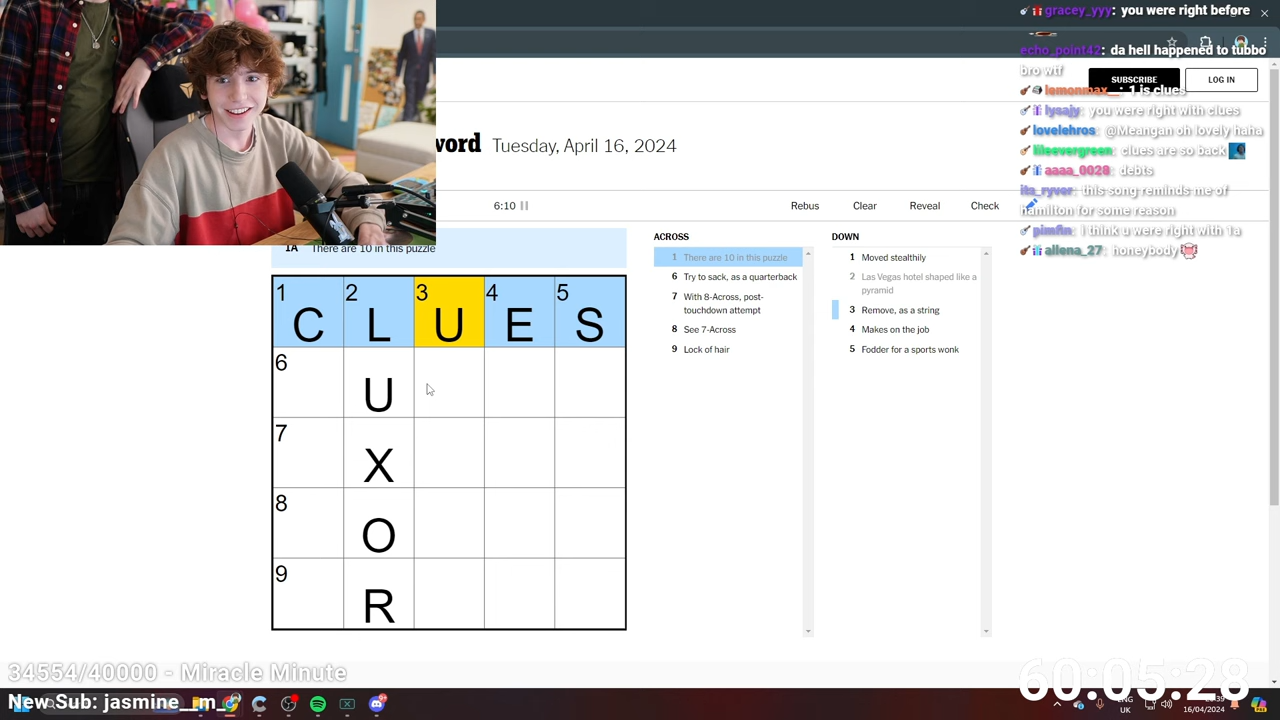 gracey_yyy: you were right before
echo_point42: da hell happened to tubbo
bro wtf
lemonmax__: 1 is clues
lysajy: you were right with clues
lovelehros: @Meangan oh lovely haha
lileevergreen: clues are so back
aaaa_0028: debts
ita_ryver: this song reminds me of
hamilton for some reason
pimfin: I think u were right with 1a
allena_27: honeybody
SUBSCRIBE
LOG IN
word Tuesday, April 16, 2024
6:10
Rebus
Clear
Reveal
Check
1A There are 10 in this puzzle
1 2 3 4 5
C L U E S
6
U
7
X
8
O
9
R
ACROSS
1 There are 10 in this puzzle
6 Try to sack, as a quarterback
7 With 8-Across, post-
touchdown attempt
8 See 7-Across
9 Lock of hair
DOWN
1 Moved stealthily
2 Las Vegas hotel shaped like a
pyramid
3 Remove, as a string
4 Makes on the job
5 Fodder for a sports wonk
34554/40000 - Miracle Minute
New Sub: jasmine__m_
60:05:28
ENG
UK
16/04/2024